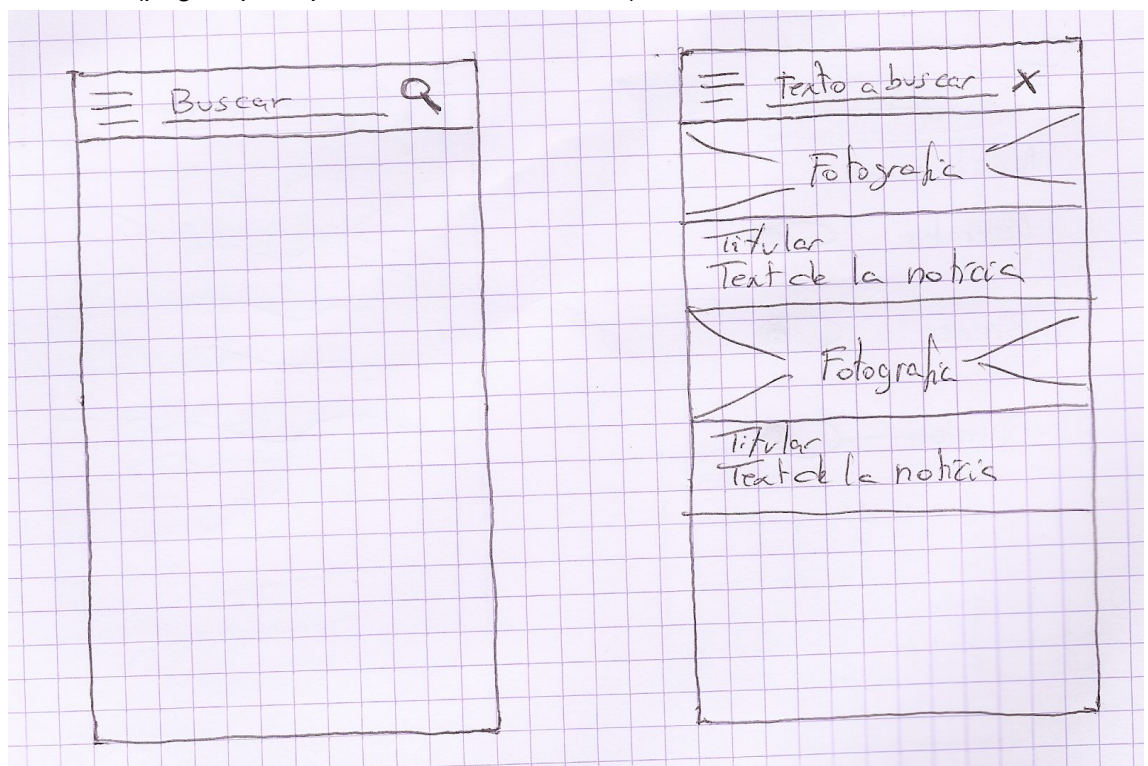 Buscar
Texto a buscar X
Fotografia
Titular
Text de la noticia
Fotografia
Titular
Text de la noticia